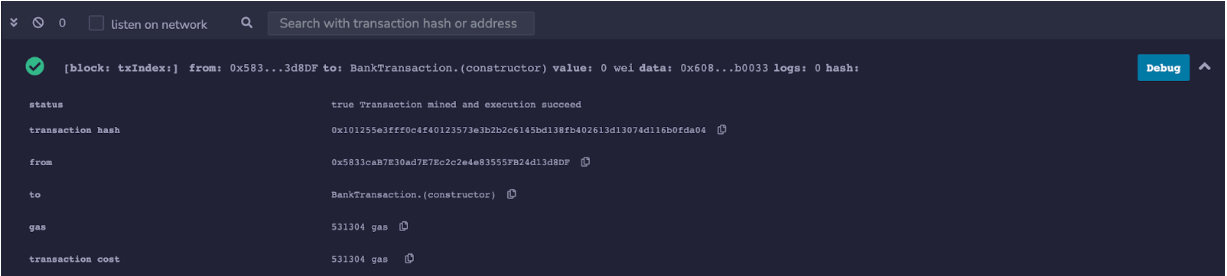 0 listen on network Search with transaction hash or address
[block: txIndex:] from: 0x583...3d8DF to: BankTransaction.(constructor) value: 0 wei data: 0x608...b0033 logs: 0 hash: Debug
status true Transaction mined and execution succeed
transaction hash 0x101255e3fff0c4f40123573e3b2b2c6145bd138fb402613d13074d116b0fda04
from 0x5833caB7E30ad7E7Ec2c2e4e83555FB24d13d8DF
to BankTransaction.(constructor)
gas 531304 gas
transaction cost 531304 gas